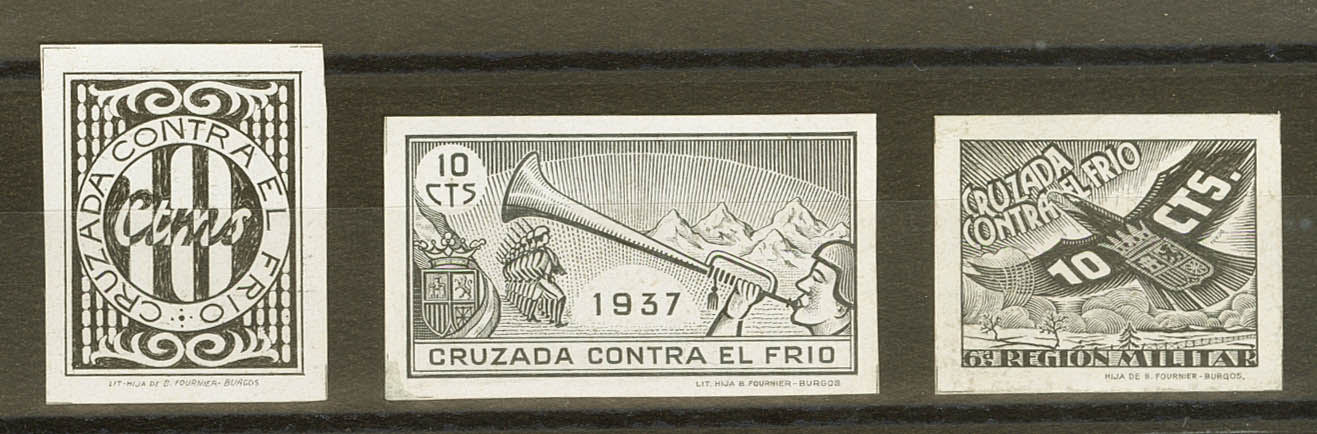 CRUZADA CONTRA EL FRIO
10
Ctms
LIT-HIJA DE B. FOURNIER-BURGOS
10
CTS
1937
CRUZADA CONTRA EL FRIO
LIT. HIJA B. FOURNIER-BURGOS
CRUZADA
CONTRA EL FRIO
10 CTS.
6ª REGION MILITAR
HIJA DE B. FOURNIER-BURGOS.